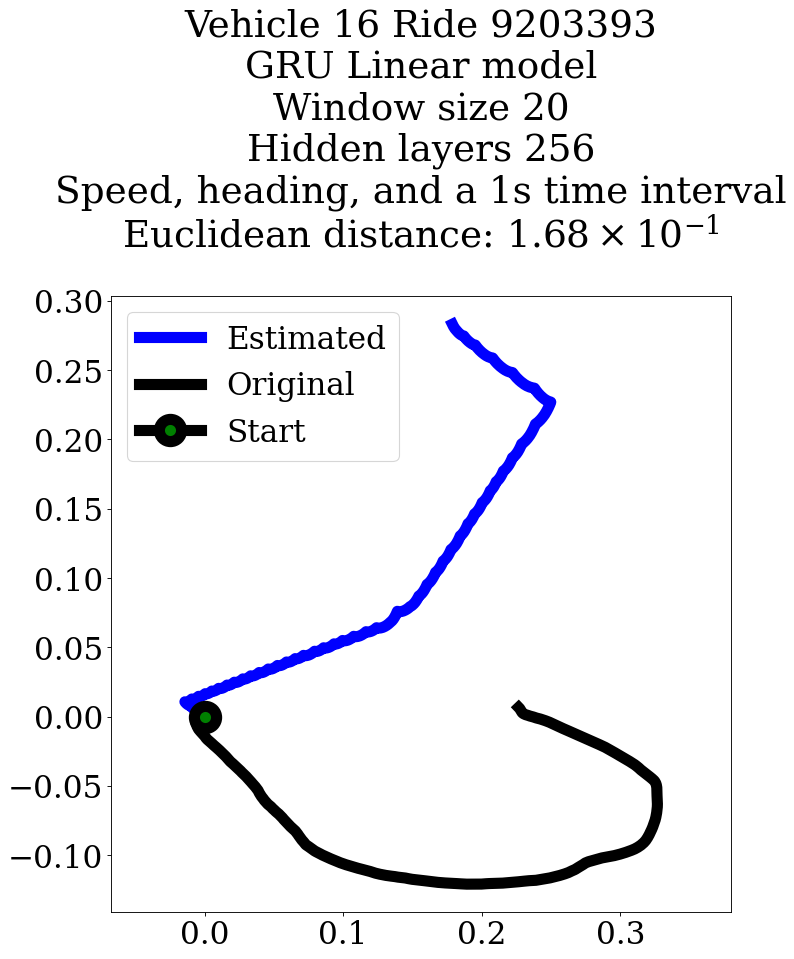 Vehicle 16 Ride 9203393
GRU Linear model
Window size 20
Hidden layers 256
Speed, heading, and a 1s time interval
Euclidean distance: 1.68 × 10⁻¹
Estimated
Original
Start
0.30
0.25
0.20
0.15
0.10
0.05
0.00
−0.05
−0.10
0.0 0.1 0.2 0.3